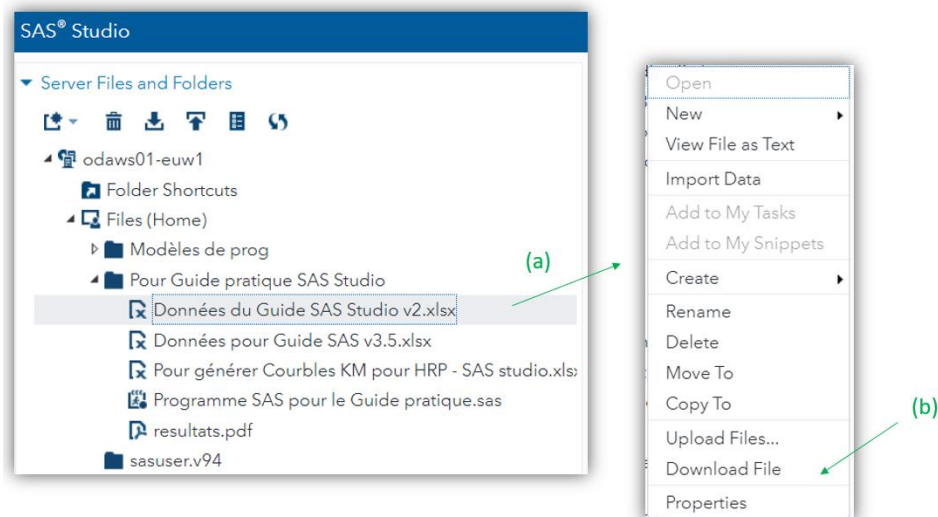 SAS® Studio
Server Files and Folders
odaws01-euw1
Folder Shortcuts
Files (Home)
Modèles de prog
Pour Guide pratique SAS Studio
Données du Guide SAS Studio v2.xlsx
Données pour Guide SAS v3.5.xlsx
Pour générer Courbles KM pour HRP - SAS studio.xls
Programme SAS pour le Guide pratique.sas
resultats.pdf
sasuser.v94
(a)
Open
New
View File as Text
Import Data
Add to My Tasks
Add to My Snippets
Create
Rename
Delete
Move To
Copy To
Upload Files...
Download File
Properties
(b)